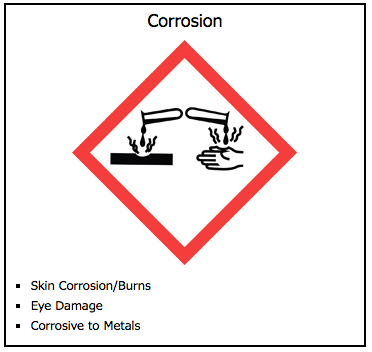 Corrosion
Skin Corrosion/Burns
Eye Damage
Corrosive to Metals